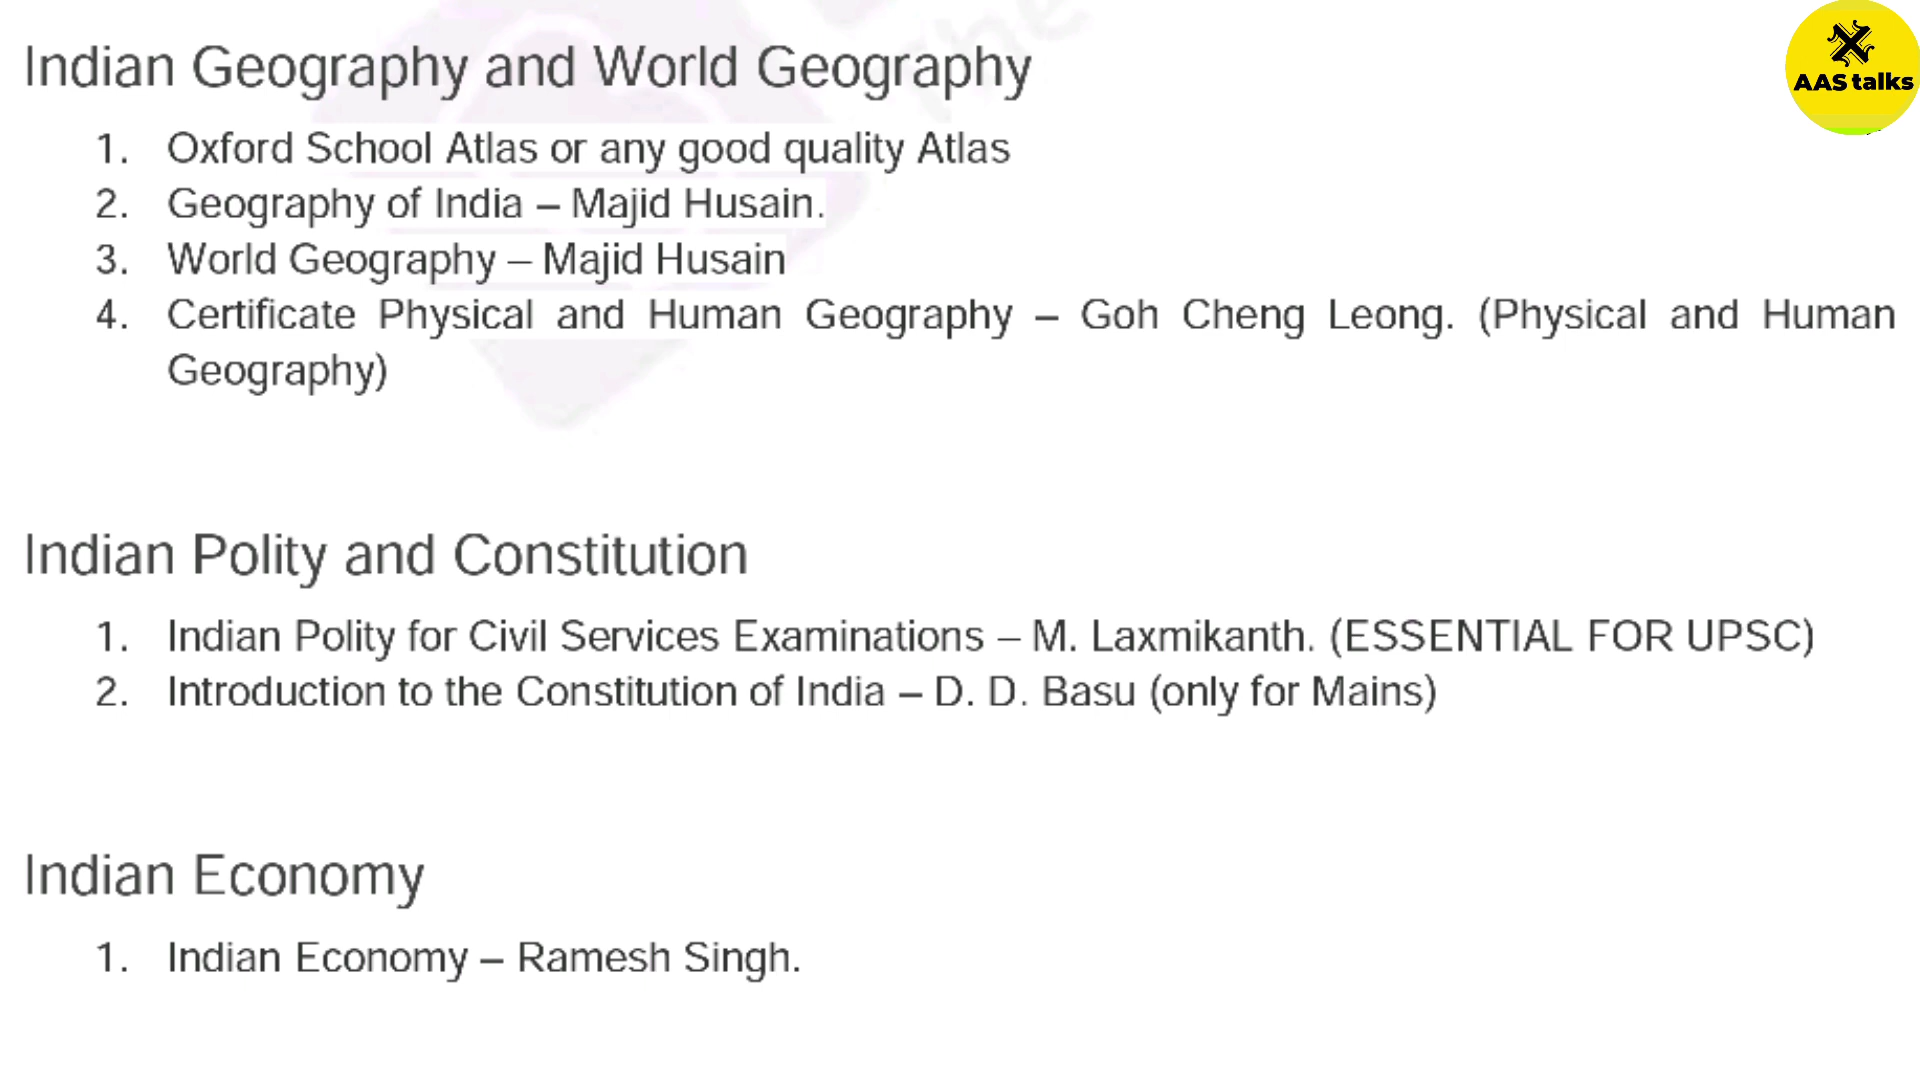 Indian Geography and World Geography
AAS talks
1. Oxford School Atlas or any good quality Atlas
2. Geography of India – Majid Husain.
3. World Geography – Majid Husain
4. Certificate Physical and Human Geography – Goh Cheng Leong. (Physical and Human
Geography)
Indian Polity and Constitution
1. Indian Polity for Civil Services Examinations – M. Laxmikanth. (ESSENTIAL FOR UPSC)
2. Introduction to the Constitution of India – D. D. Basu (only for Mains)
Indian Economy
1. Indian Economy – Ramesh Singh.